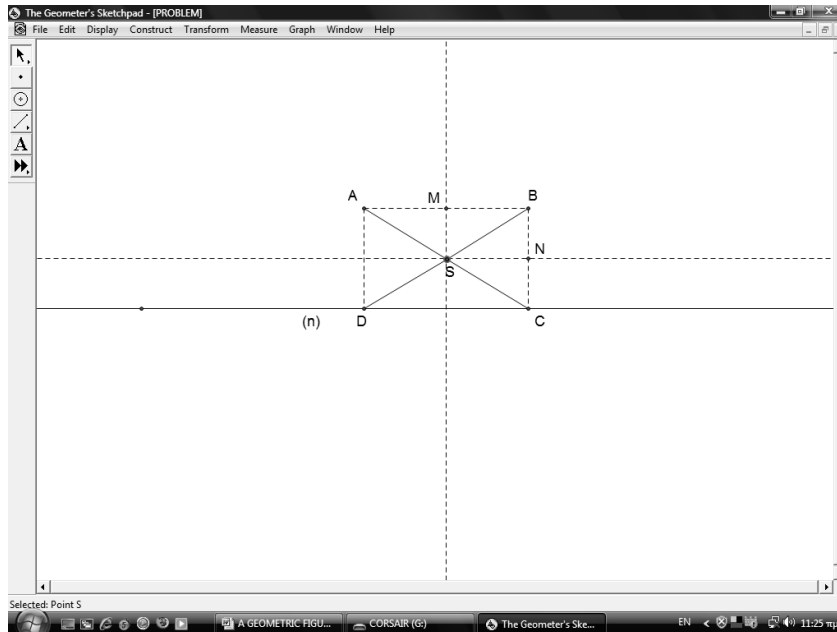 The Geometer's Sketchpad - [PROBLEM]
File Edit Display Construct Transform Measure Graph Window Help
A
A M B
N
S
(n) D C
Selected: Point S
A GEOMETRIC FIGU... CORSAIR (G:) The Geometer's Ske... EN 11:25 πμ